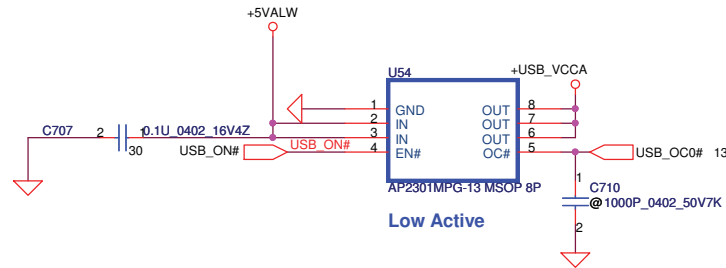 +5VALW
U54
+USB_VCCA
1 GND OUT 8
2 IN OUT 7
3 IN OUT 6
4 EN# OC# 5
C707
2 1 0.1U_0402_16V4Z
30
USB_ON# USB_ON#
USB_OC0# 13
AP2301MPG-13 MSOP 8P
1
C710
@ 1000P_0402_50V7K
2
Low Active